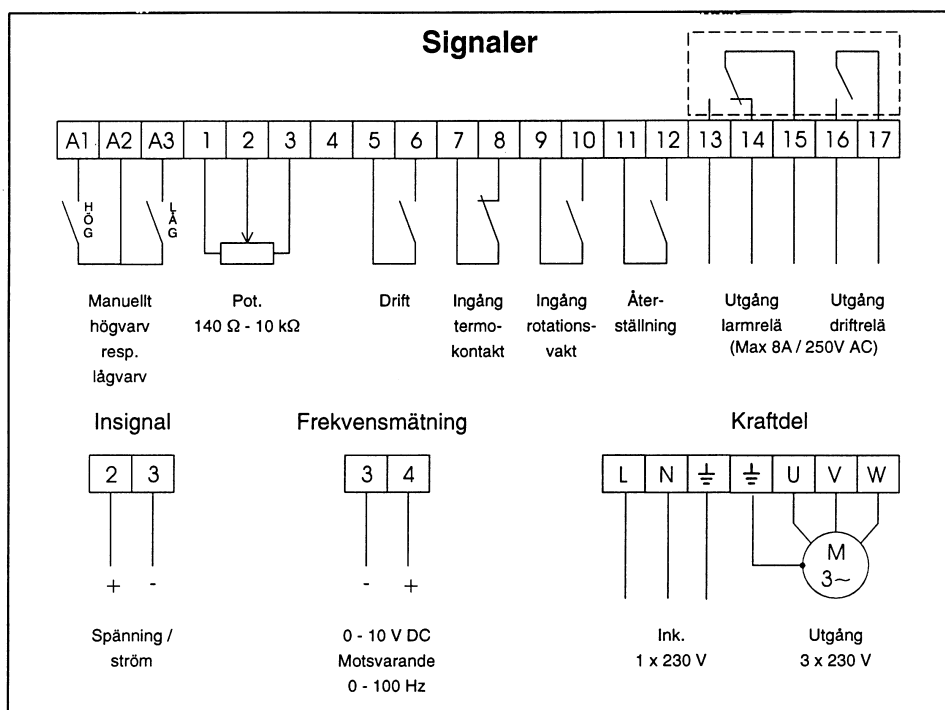 Signaler
A1 A2 A3 1 2 3 4 5 6 7 8 9 10 11 12 13 14 15 16 17
HÖG
LÅG
Manuellt
högvarv
resp.
lågvarv
Pot.
140 Ω - 10 kΩ
Drift
Ingång
termo-
kontakt
Ingång
rotations-
vakt
Åter-
ställning
Utgång
larmrelä
Utgång
driftrelä
(Max 8A / 250V AC)
Insignal
2 3
+ -
Spänning /
ström
Frekvensmätning
3 4
- +
0 - 10 V DC
Motsvarande
0 - 100 Hz
Kraftdel
L N U V W
M
3~
Ink.
1 x 230 V
Utgång
3 x 230 V